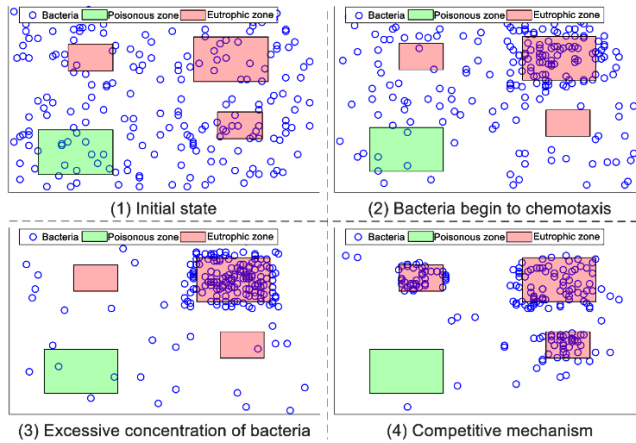 Bacteria Poisonous zone Eutrophic zone
(1) Initial state
Bacteria Poisonous zone Eutrophic zone
(2) Bacteria begin to chemotaxis
Bacteria Poisonous zone Eutrophic zone
(3) Excessive concentration of bacteria
Bacteria Poisonous zone Eutrophic zone
(4) Competitive mechanism